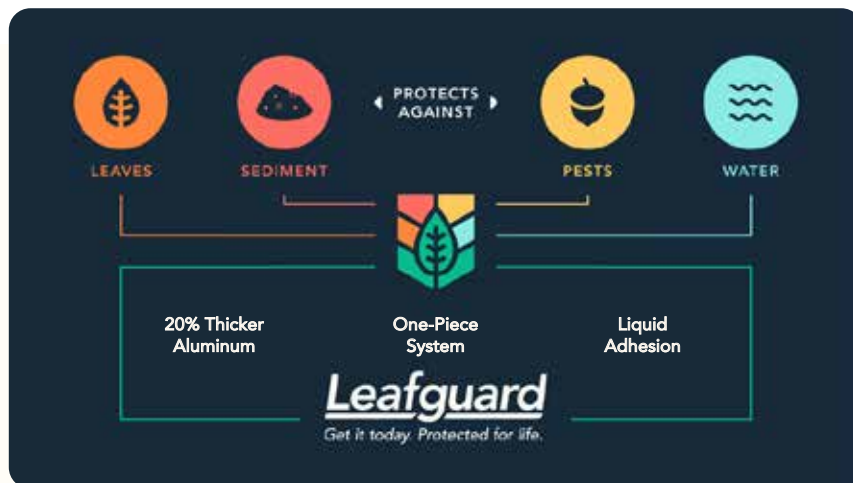 PROTECTS
AGAINST
LEAVES
SEDIMENT
PESTS
WATER
20% Thicker
Aluminum
One-Piece
System
Liquid
Adhesion
Leafguard
Get it today. Protected for life.